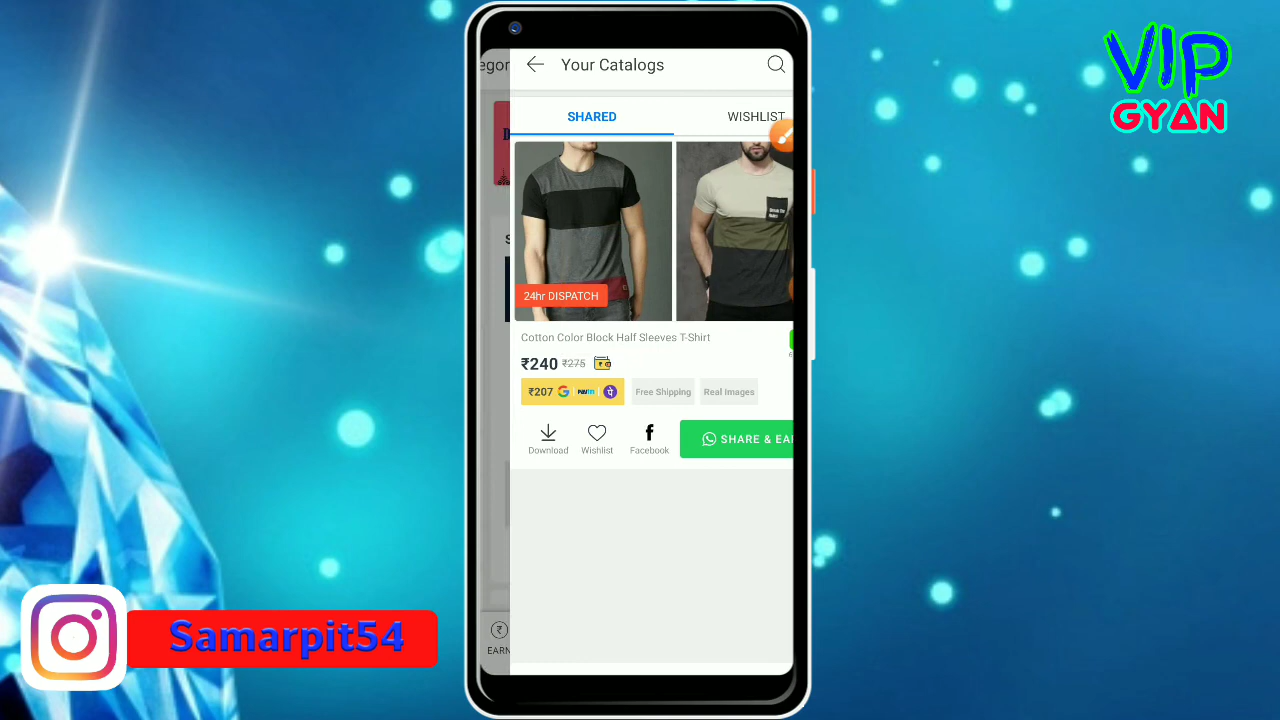 VIP
GYAN
egor
Your Catalogs
SHARED
WISHLIST
24hr DISPATCH
Cotton Color Block Half Sleeves T-Shirt
₹240 ₹275
₹207
Free Shipping
Real Images
Download
Wishlist
Facebook
SHARE & EA
EARN
Samarpit54